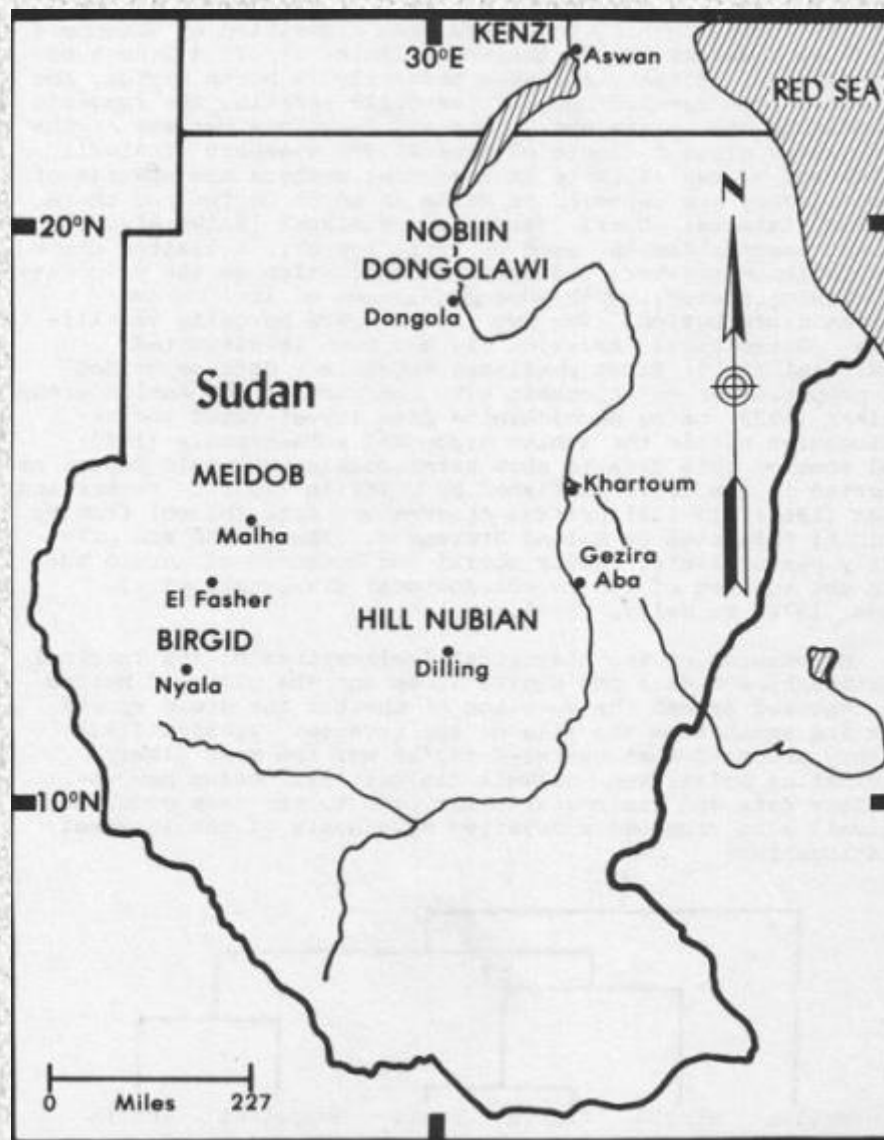 KENZI
30°E
Aswan
RED SEA
N
20°N
NOBIIN
DONGOLAWI
Dongola
Sudan
MEIDOB
Khartoum
Malha
Gezira
Aba
El Fasher
HILL NUBIAN
BIRGID
Dilling
Nyala
10°N
0 Miles 227